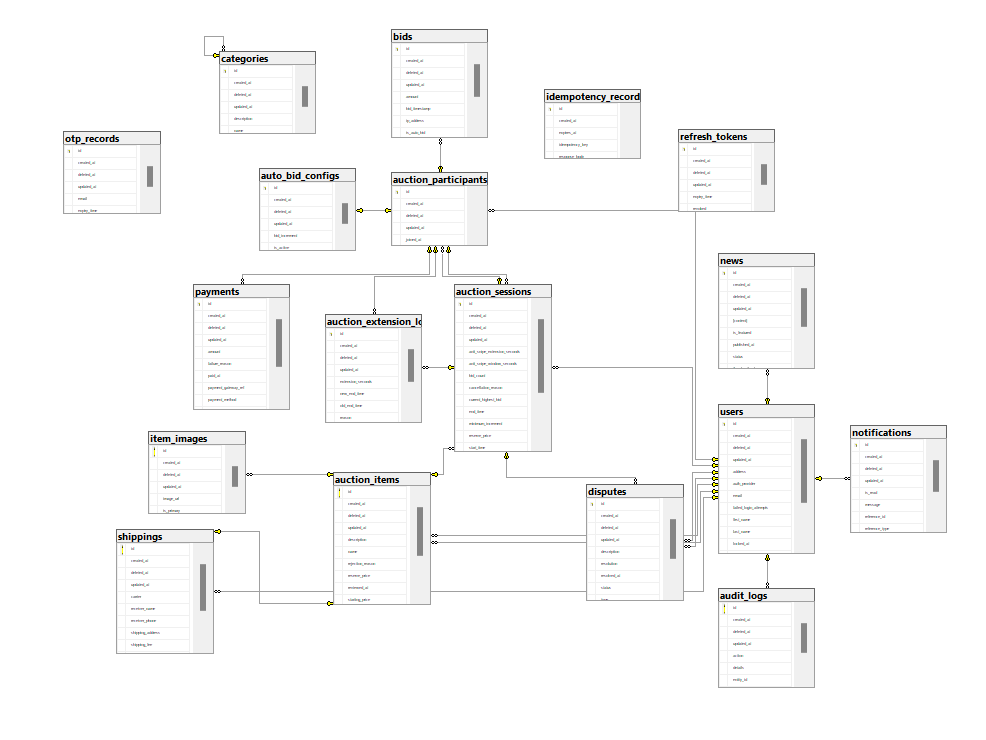 bids
id
created_at
deleted_at
updated_at
amount
bid_timestamp
ip_address
is_auto_bid
categories
id
created_at
deleted_at
updated_at
description
name
idempotency_record
id
created_at
expires_at
idempotency_key
otp_records
id
created_at
deleted_at
updated_at
email
expiry_time
refresh_tokens
id
created_at
deleted_at
updated_at
expiry_time
revoked
auto_bid_configs
id
created_at
deleted_at
updated_at
bid_increment
is_active
auction_participants
id
created_at
deleted_at
updated_at
joined_at
news
id
created_at
deleted_at
updated_at
[content]
is_featured
published_at
status
payments
id
created_at
deleted_at
updated_at
amount
failure_reason
paid_at
payment_gateway_ref
payment_method
auction_extension_lo
id
created_at
deleted_at
updated_at
extension_seconds
new_end_time
old_end_time
reason
auction_sessions
id
created_at
deleted_at
updated_at
anti_snipe_extension_seconds
anti_snipe_window_seconds
bid_count
cancellation_reason
current_highest_bid
end_time
minimum_increment
reserve_price
start_time
users
id
created_at
deleted_at
updated_at
address
auth_provider
email
failed_login_attempts
first_name
last_name
locked_at
notifications
id
created_at
deleted_at
updated_at
is_read
message
reference_id
reference_type
item_images
id
created_at
deleted_at
updated_at
image_url
is_primary
auction_items
id
created_at
deleted_at
updated_at
description
name
rejection_reason
reserve_price
reviewed_at
starting_price
disputes
id
created_at
deleted_at
updated_at
description
resolution
resolved_at
status
shippings
id
created_at
deleted_at
updated_at
carrier
receiver_name
receiver_phone
shipping_address
shipping_fee
audit_logs
id
created_at
deleted_at
updated_at
action
details
entity_id